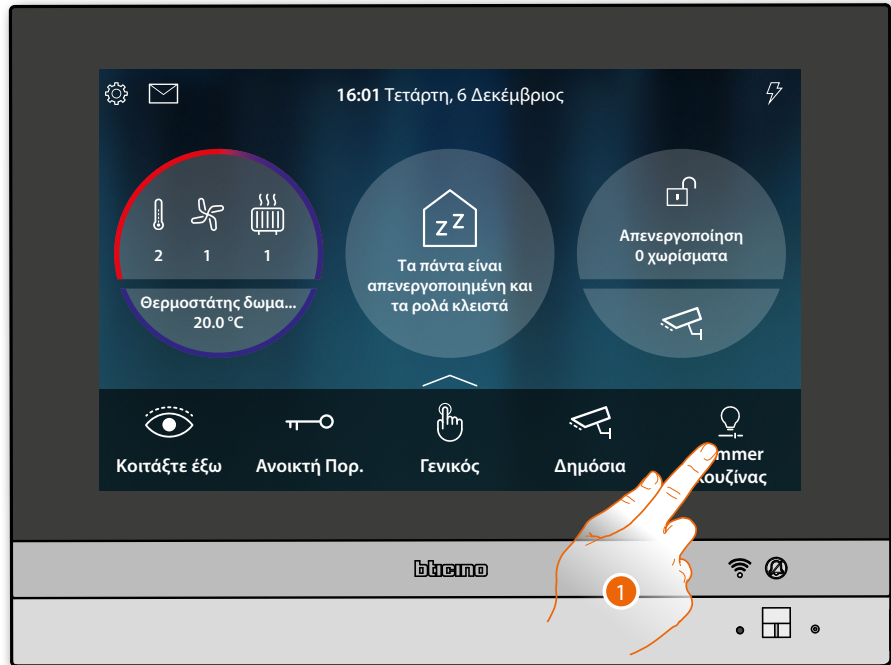 16:01 Τετάρτη, 6 Δεκέμβριος
2 1 1
Θερμοστάτης δωμα...
20.0 °C
z z
Τα πάντα είναι
απενεργοποιημένη και
τα ρολά κλειστά
Απενεργοποίηση
0 χωρίσματα
Κοιτάξτε έξω
Ανοικτή Πορ.
Γενικός
Δημόσια
mmer
ουζίνας
bticino
1